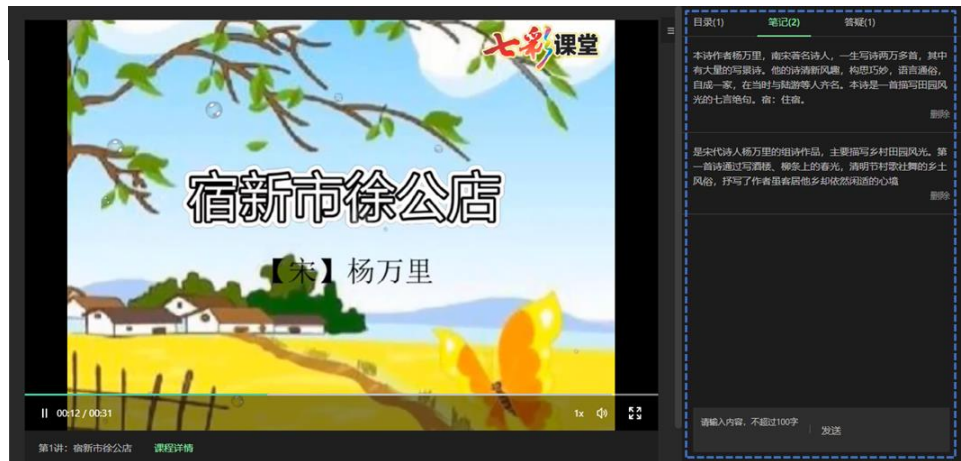 七彩课堂
宿新市徐公店
【宋】杨万里
00:12 / 00:31
1x
第1讲：宿新市徐公店
课程详情
目录(1)
笔记(2)
答疑(1)
本诗作者杨万里，南宋著名诗人，一生写诗两万多首，其中
有大量的写景诗。他的诗清新风趣，构思巧妙，语言通俗，
自成一家，在当时与陆游等人齐名。本诗是一首描写田园风
光的七言绝句。宿：住宿。
删除
是宋代诗人杨万里的组诗作品，主要描写乡村田园风光。第
一首诗通过写酒楼、柳条上的春光，清明节村歌社舞的乡土
风俗，抒写了作者虽客居他乡却依然闲适的心境
删除
请输入内容，不超过100字
发送